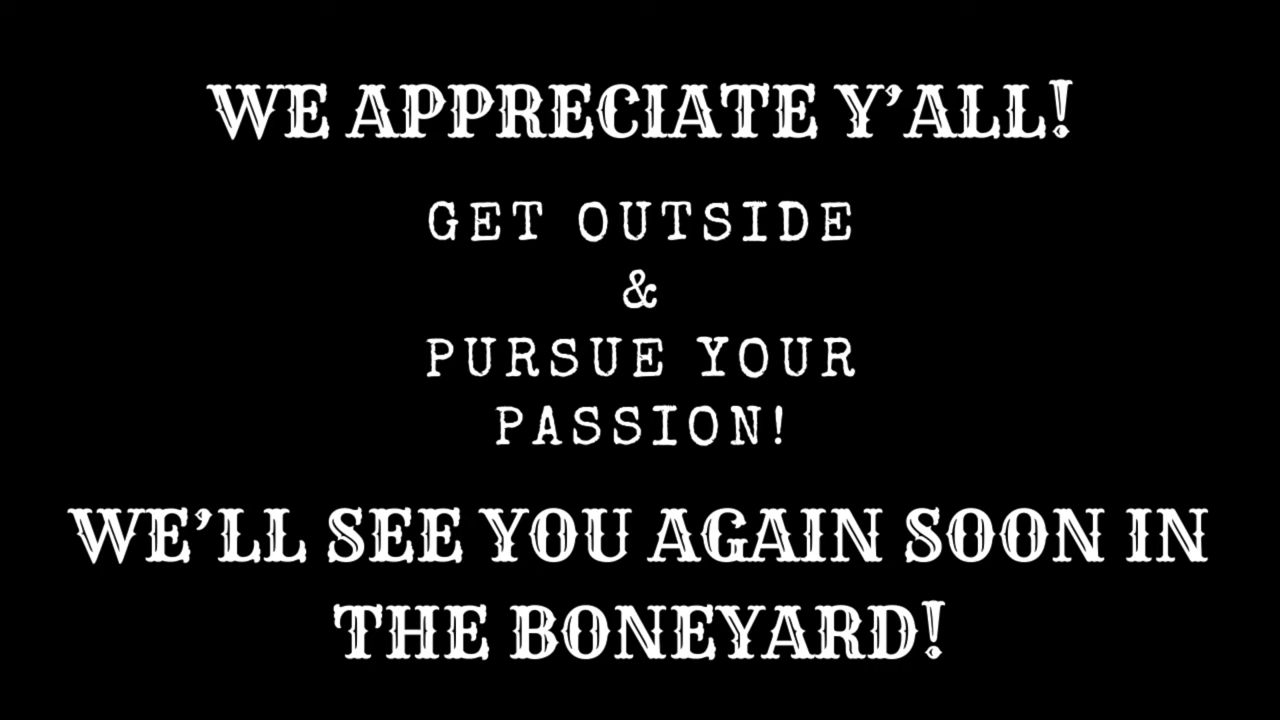 WE APPRECIATE Y'ALL!
GET OUTSIDE
&
PURSUE YOUR
PASSION!
WE'LL SEE YOU AGAIN SOON IN
THE BONEYARD!